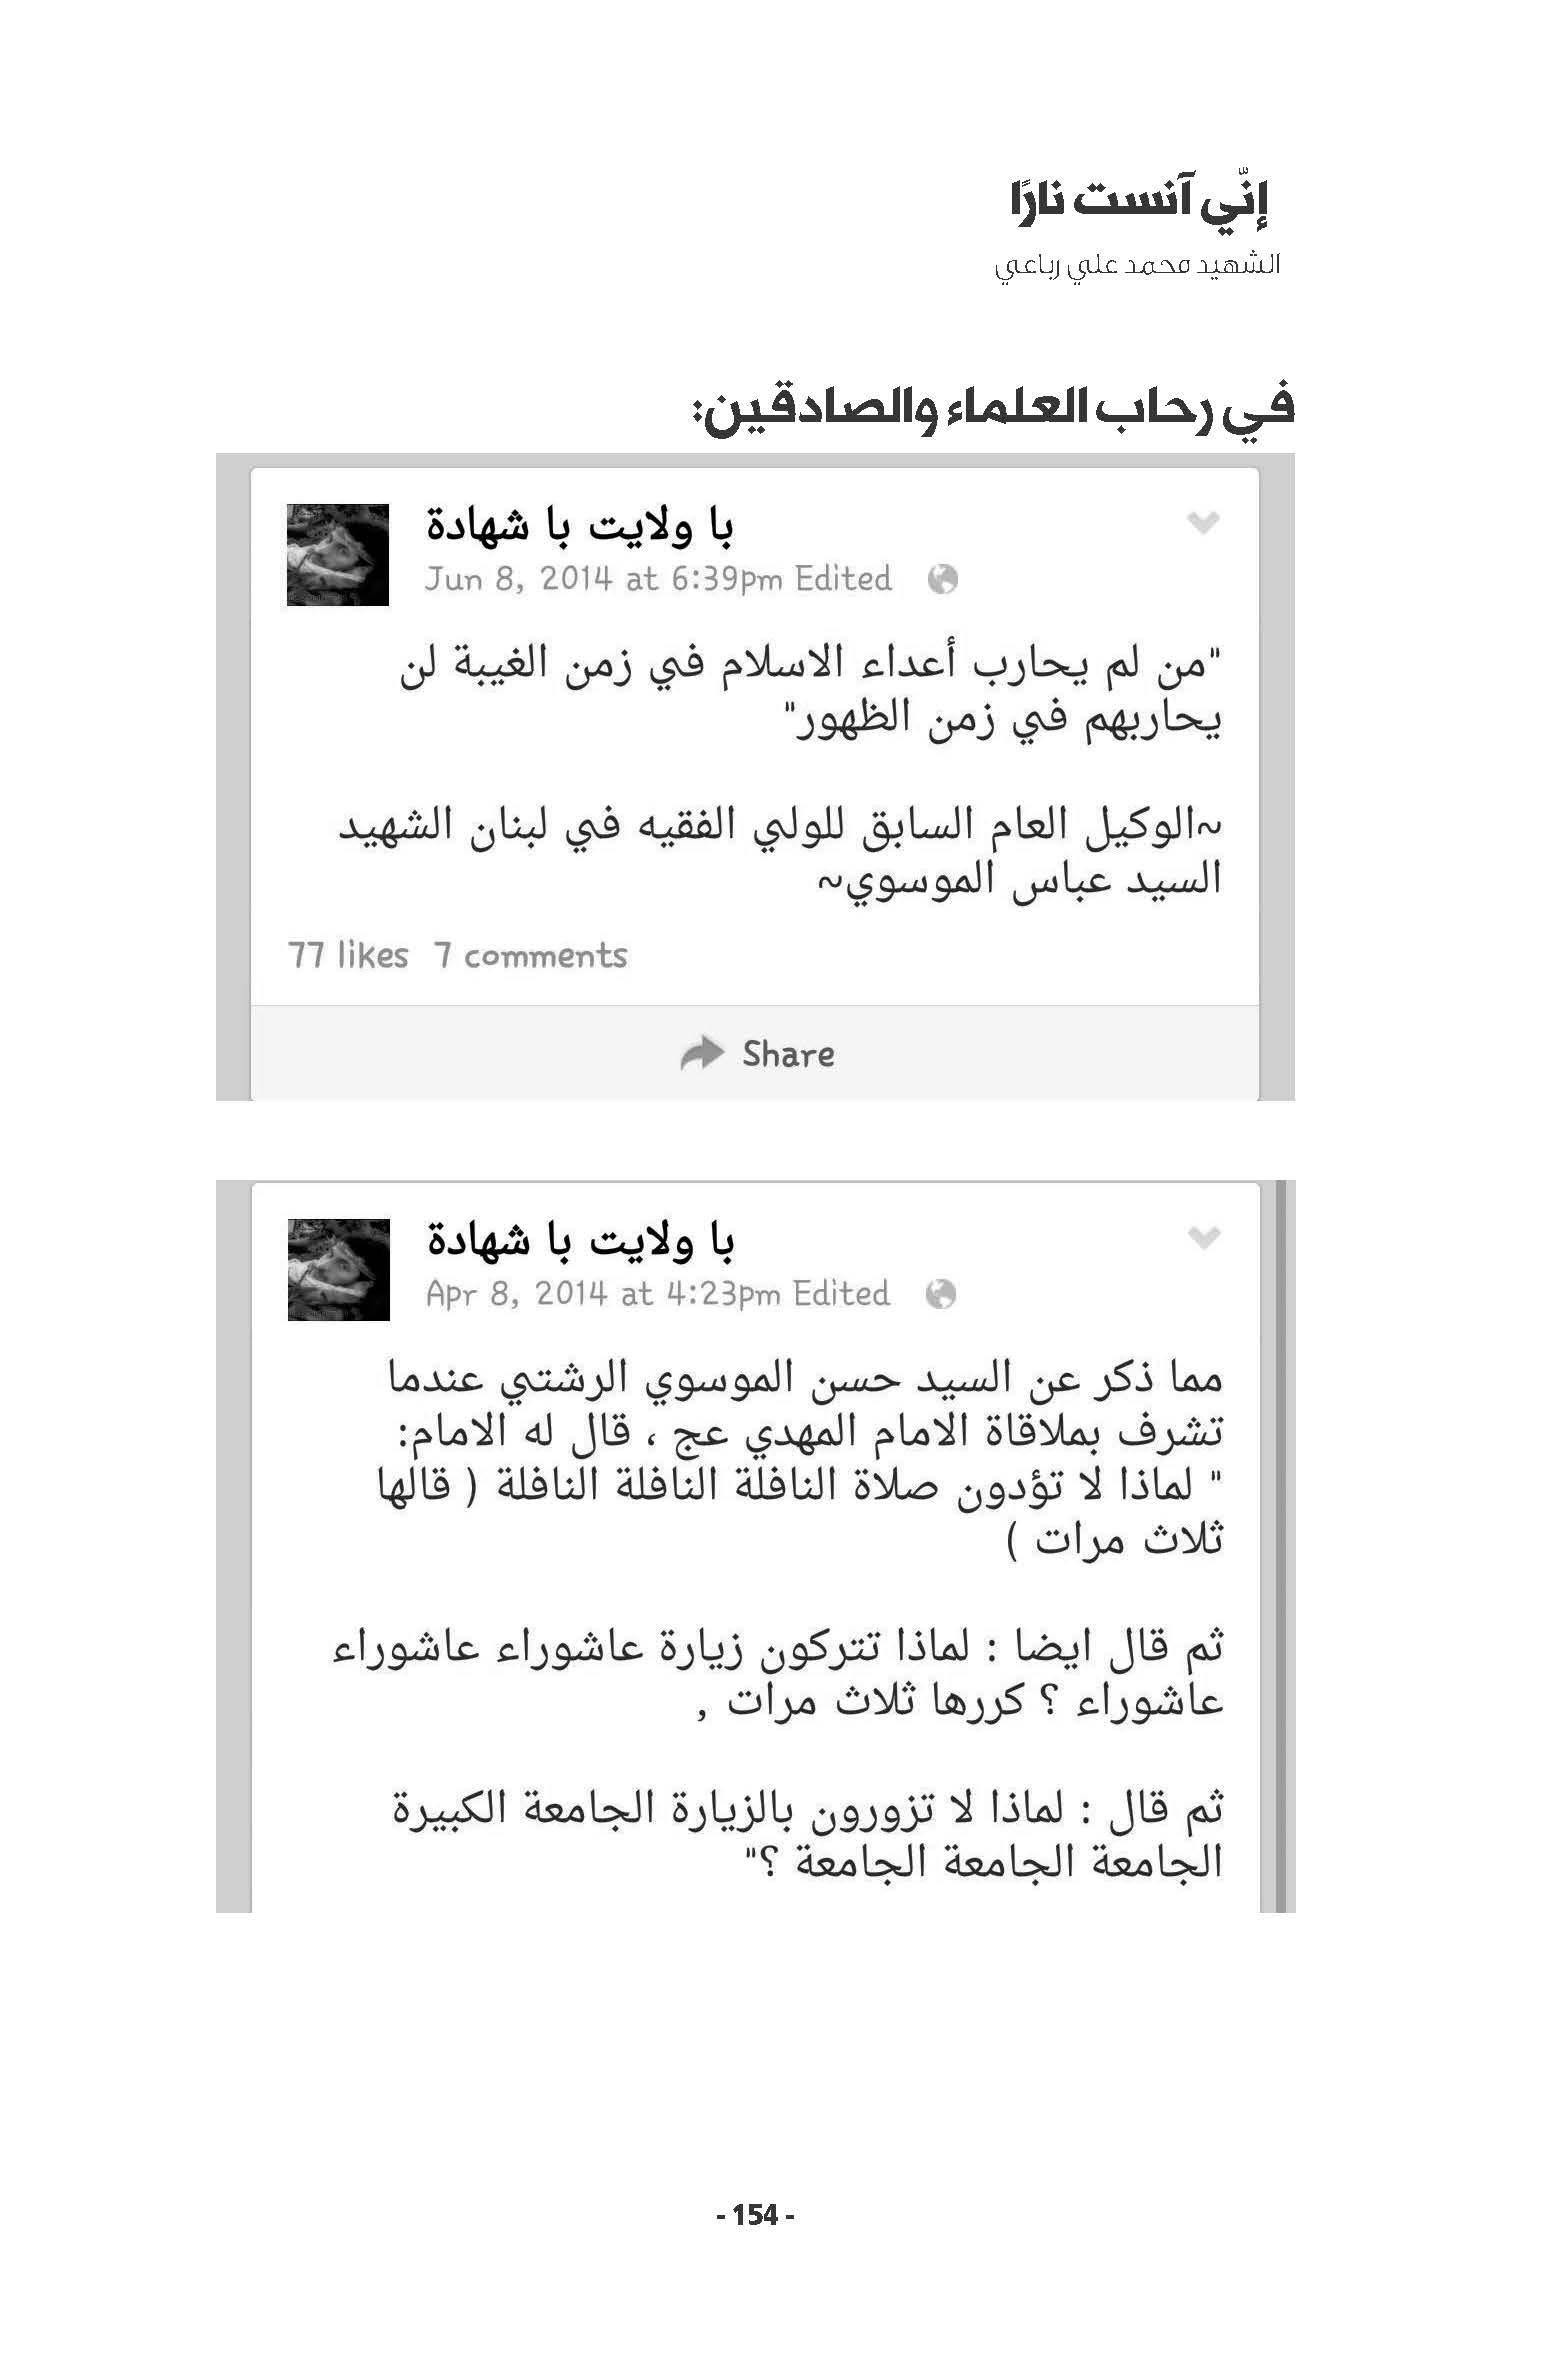 إنّي آنست نارًا
الشهيد محمد علي رباعي
في رحاب العلماء والصادقين:
با ولايت با شهادة
Jun 8, 2014 at 6:39pm Edited
"من لم يحارب أعداء الاسلام في زمن الغيبة لن
يحاربهم في زمن الظهور"
~الوكيل العام السابق للولي الفقيه في لبنان الشهيد
السيد عباس الموسوي~
77 likes 7 comments
Share
با ولايت با شهادة
Apr 8, 2014 at 4:23pm Edited
مما ذكر عن السيد حسن الموسوي الرشتي عندما
تشرف بملاقاة الامام المهدي عج ، قال له الامام:
" لماذا لا تؤدون صلاة النافلة النافلة النافلة ( قالها
ثلاث مرات )
ثم قال ايضا : لماذا تتركون زيارة عاشوراء عاشوراء
عاشوراء ؟ كررها ثلاث مرات ,
ثم قال : لماذا لا تزورون بالزيارة الجامعة الكبيرة
الجامعة الجامعة الجامعة ؟"
- 154 -